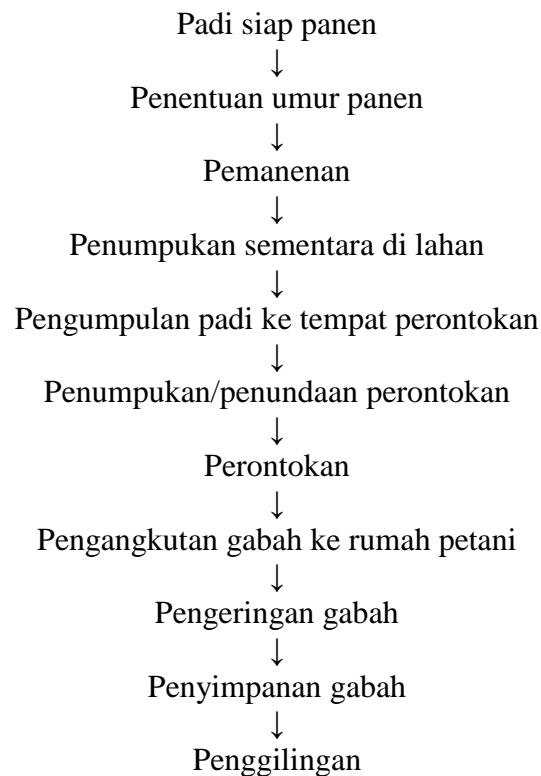 Padi siap panen
↓
Penentuan umur panen
↓
Pemanenan
↓
Penumpukan sementara di lahan
↓
Pengumpulan padi ke tempat perontokan
↓
Penumpukan/penundaan perontokan
↓
Perontokan
↓
Pengangkutan gabah ke rumah petani
↓
Pengeringan gabah
↓
Penyimpanan gabah
↓
Penggilingan